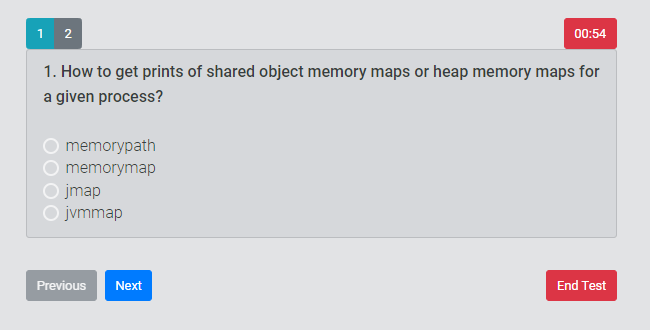 1 2 00:54
1. How to get prints of shared object memory maps or heap memory maps for
a given process?
memorypath
memorymap
jmap
jvmmap
Previous Next End Test